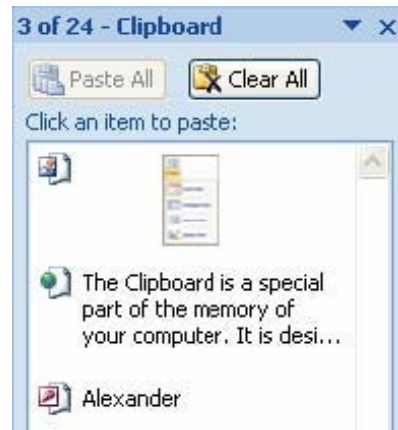 3 of 24 - Clipboard
Paste All Clear All
Click an item to paste:
The Clipboard is a special
part of the memory of
your computer. It is desi...
Alexander